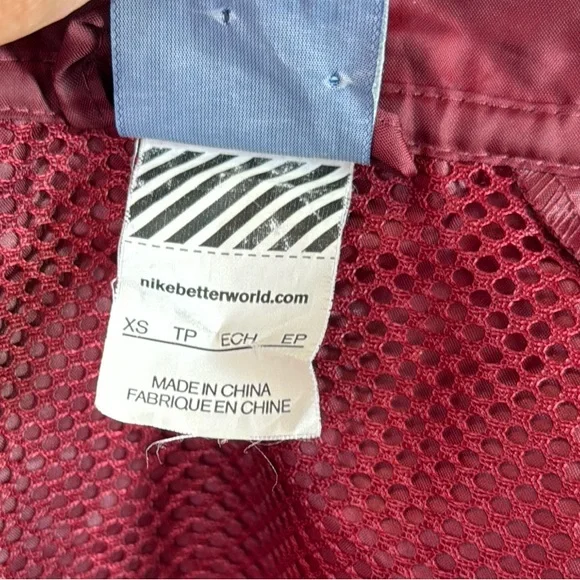 nikebetterworld.com
XS TP ECH EP
MADE IN CHINA
FABRIQUE EN CHINE